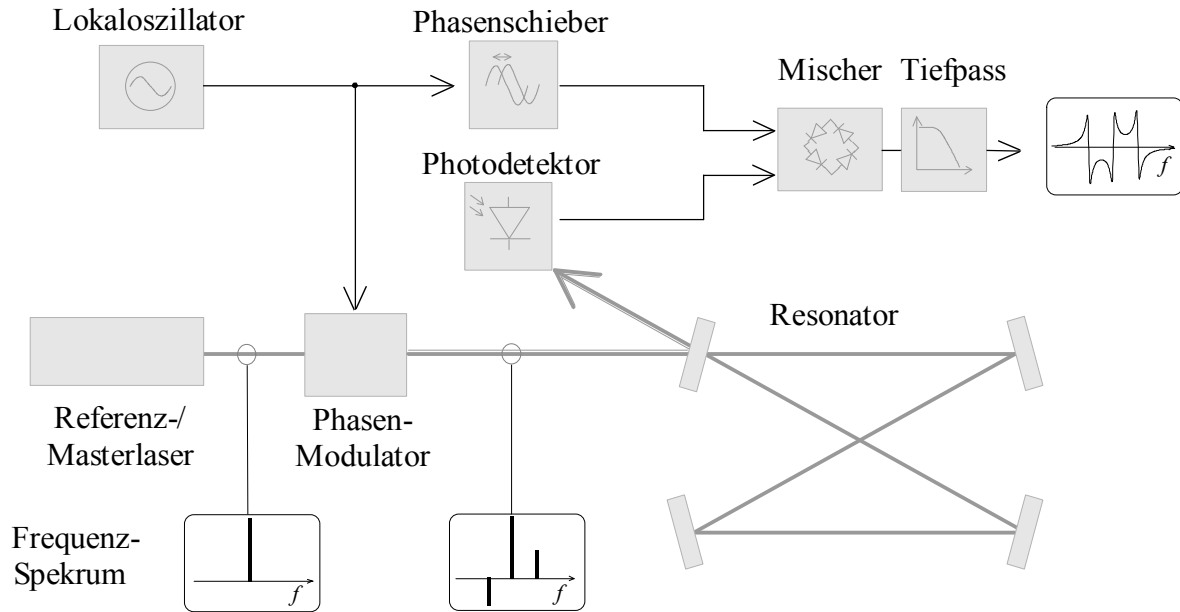 Lokaloszillator
Phasenschieber
Mischer
Tiefpass
f
Photodetektor
Resonator
Referenz-/
Masterlaser
Phasen-
Modulator
Frequenz-
Spekrum
f
f